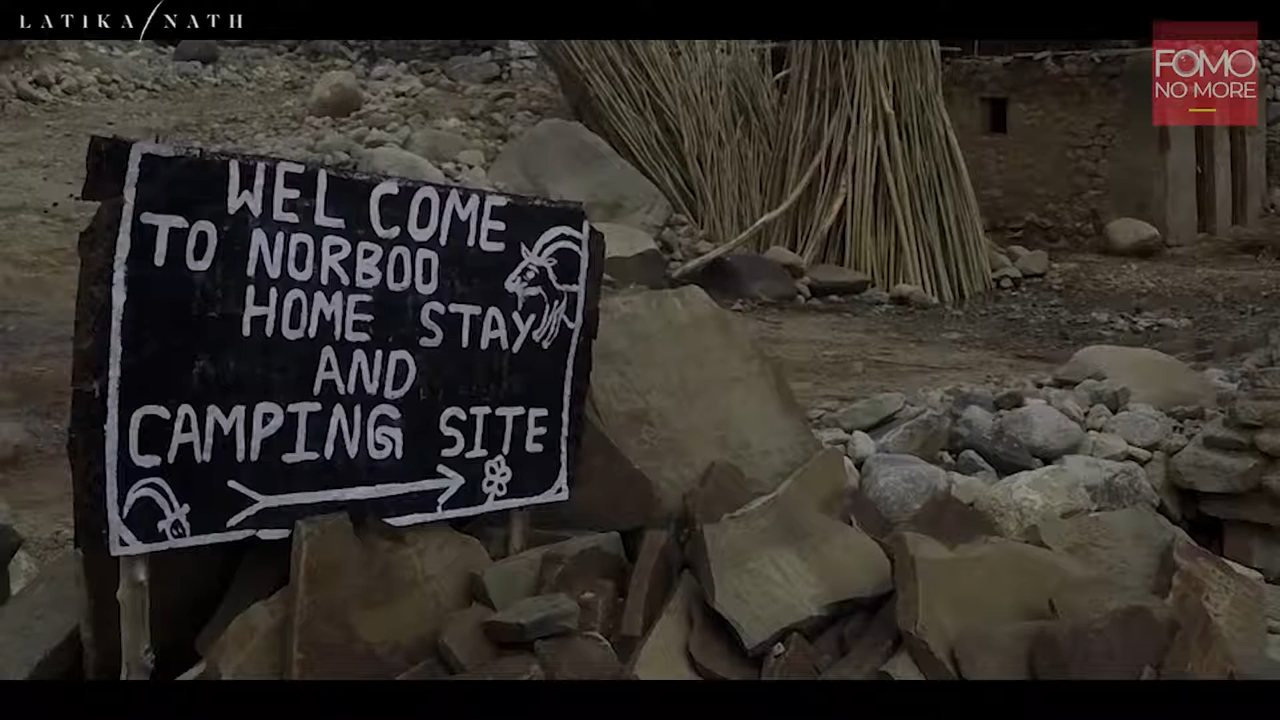 LATIKA/NATH
FOMO
NO MORE
WEL COME
TO NORBOO
HOME STAY
AND
CAMPING SITE